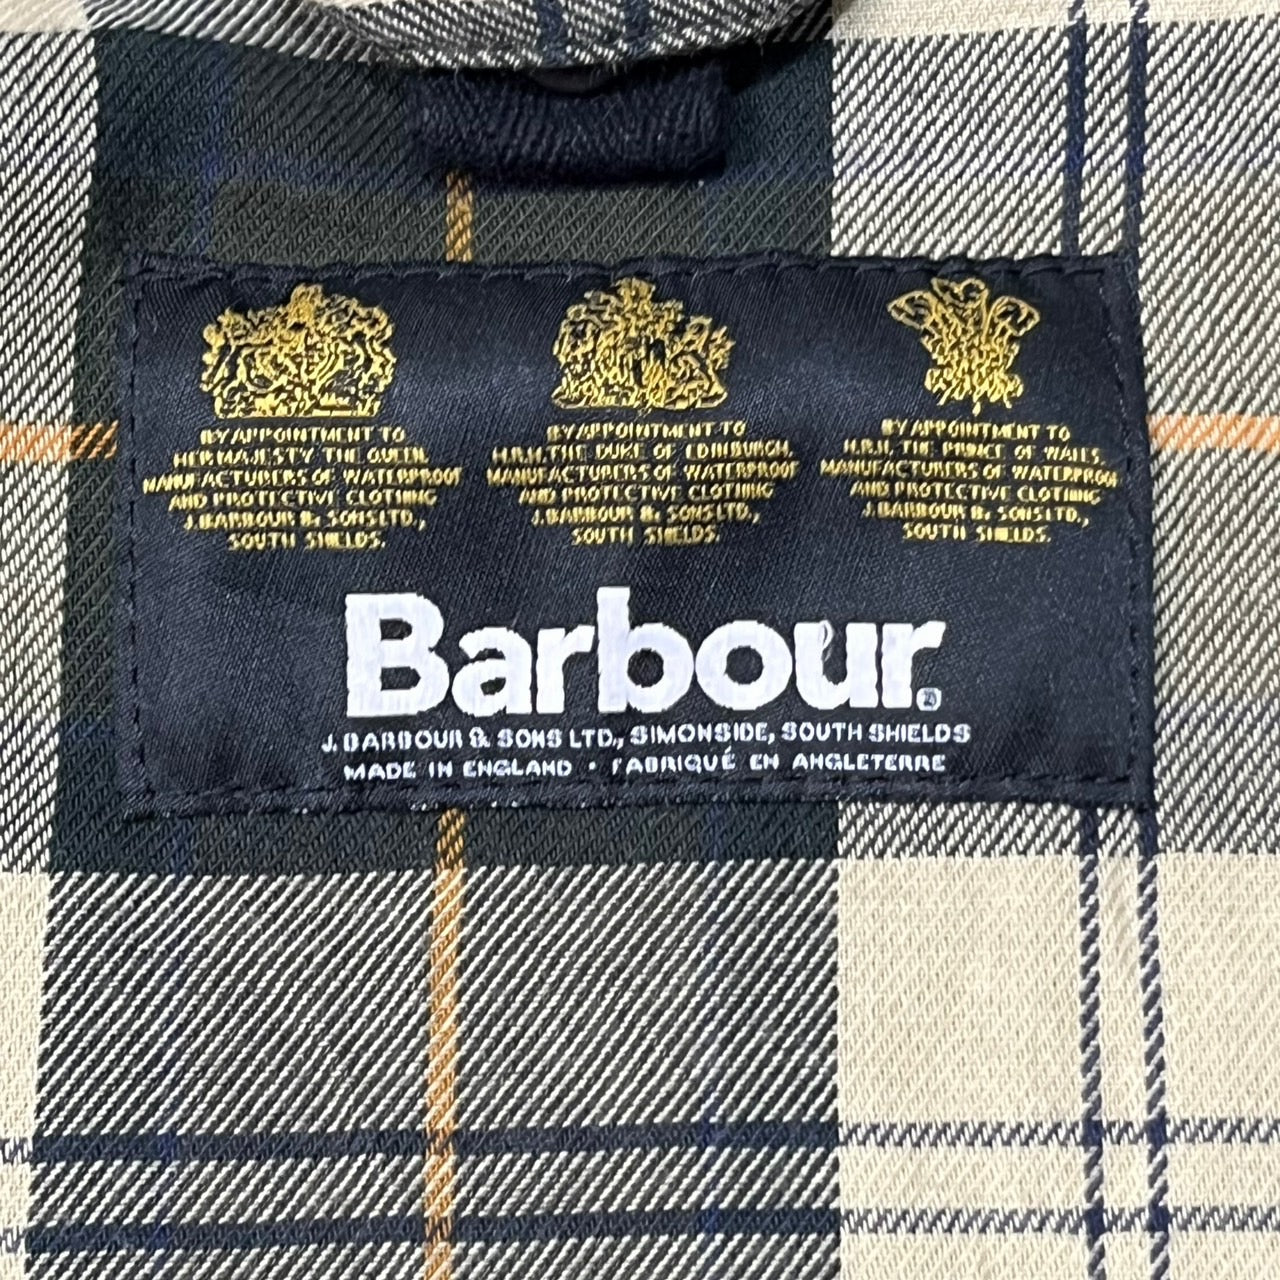 BY APPOINTMENT TO
HER MAJESTY THE QUEEN
MANUFACTURERS OF WATERPROOF
AND PROTECTIVE CLOTHING
J. BARBOUR & SONS LTD.,
SOUTH SHIELDS.
BY APPOINTMENT TO
H.R.H. THE DUKE OF EDINBURGH
MANUFACTURERS OF WATERPROOF
AND PROTECTIVE CLOTHING
J. BARBOUR & SONS LTD.,
SOUTH SHIELDS.
BY APPOINTMENT TO
H.R.H. THE PRINCE OF WALES
MANUFACTURERS OF WATERPROOF
AND PROTECTIVE CLOTHING
J. BARBOUR & SONS LTD.,
SOUTH SHIELDS.
Barbour®
J. BARBOUR & SONS LTD., SIMONSIDE, SOUTH SHIELDS
MADE IN ENGLAND · FABRIQUÉ EN ANGLETERRE